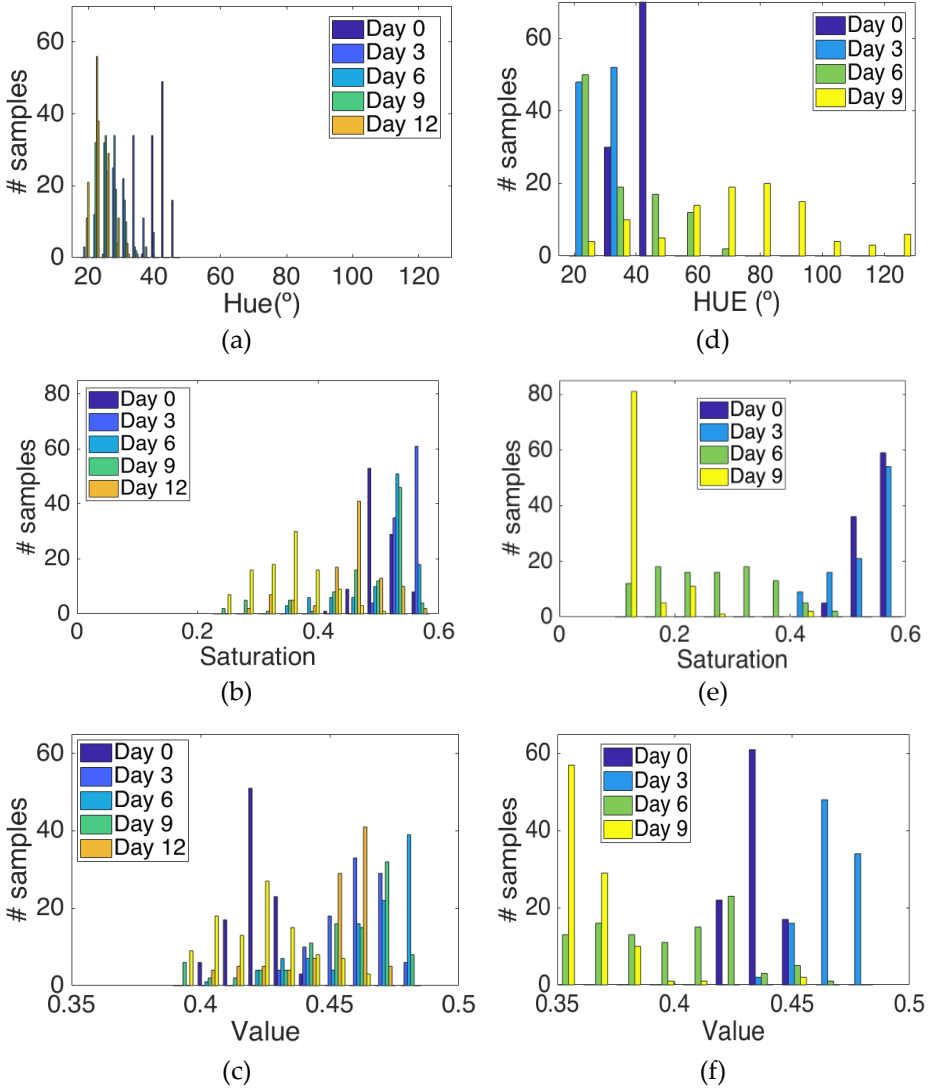 # samples
60
40
20
0
Day 0
Day 3
Day 6
Day 9
Day 12
20 40 60 80 100 120
Hue(º)
(a)
# samples
60
40
20
0
Day 0
Day 3
Day 6
Day 9
20 40 60 80 100 120
HUE (º)
(d)
# samples
80
60
40
20
0
Day 0
Day 3
Day 6
Day 9
Day 12
0 0.2 0.4 0.6
Saturation
(b)
# samples
80
60
40
20
0
Day 0
Day 3
Day 6
Day 9
0 0.2 0.4 0.6
Saturation
(e)
# samples
60
40
20
0
Day 0
Day 3
Day 6
Day 9
Day 12
0.35 0.4 0.45 0.5
Value
(c)
# samples
60
40
20
0
Day 0
Day 3
Day 6
Day 9
0.35 0.4 0.45 0.5
Value
(f)